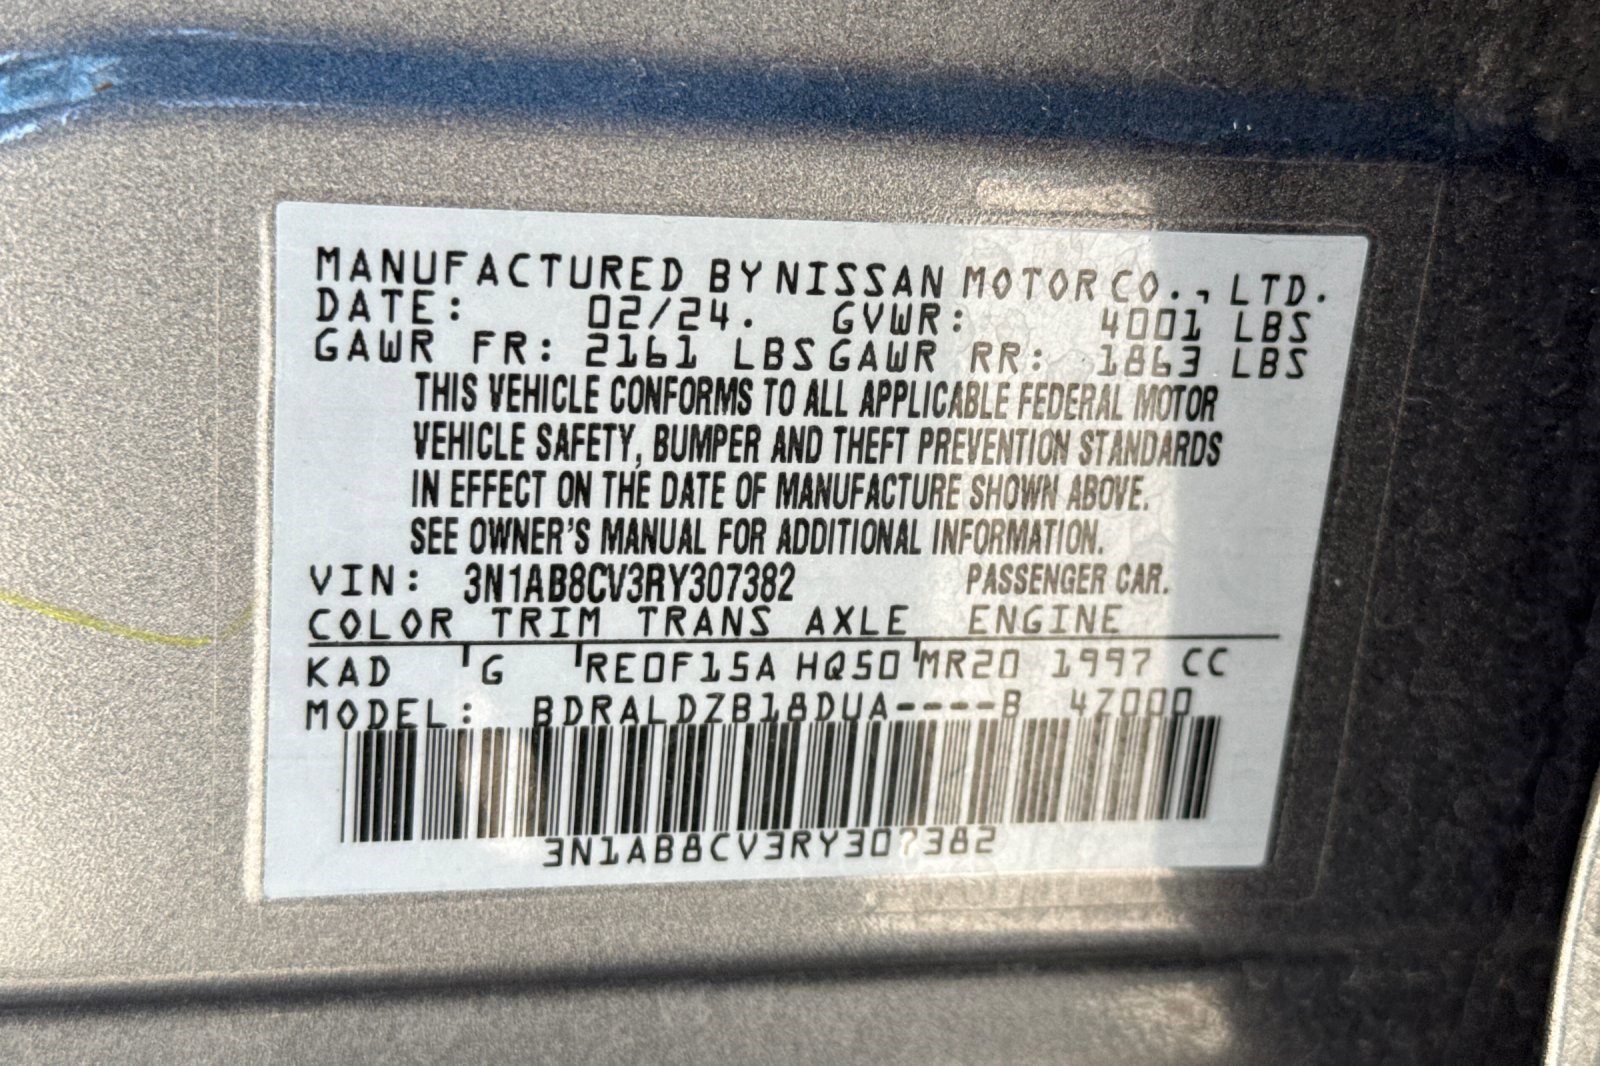 MANUFACTURED BY NISSAN MOTOR CO., LTD.
DATE: 02/24. GVWR: 4001 LBS
GAWR FR: 2161 LBS GAWR RR: 1863 LBS
THIS VEHICLE CONFORMS TO ALL APPLICABLE FEDERAL MOTOR
VEHICLE SAFETY, BUMPER AND THEFT PREVENTION STANDARDS
IN EFFECT ON THE DATE OF MANUFACTURE SHOWN ABOVE.
SEE OWNER'S MANUAL FOR ADDITIONAL INFORMATION.
VIN: 3N1AB8CV3RY307382 PASSENGER CAR.
COLOR TRIM TRANS AXLE ENGINE
KAD G RE0F15A HQ50 MR20 1997 CC
MODEL: BDRALDZB18DUA----B 4Z000
3N1AB8CV3RY307382